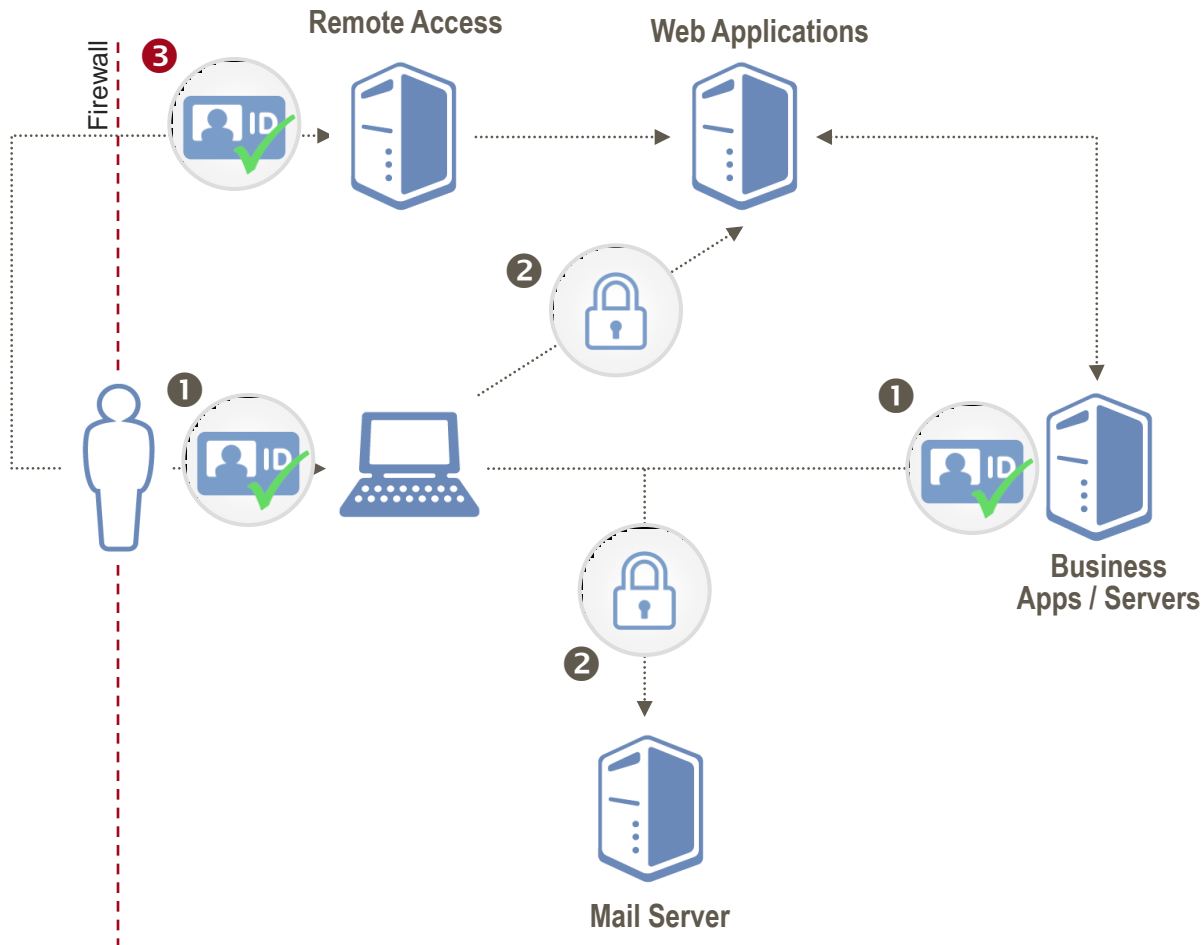 Remote Access
Web Applications
Firewall
3
ID
2
1
ID
1
ID
Business
Apps / Servers
2
Mail Server